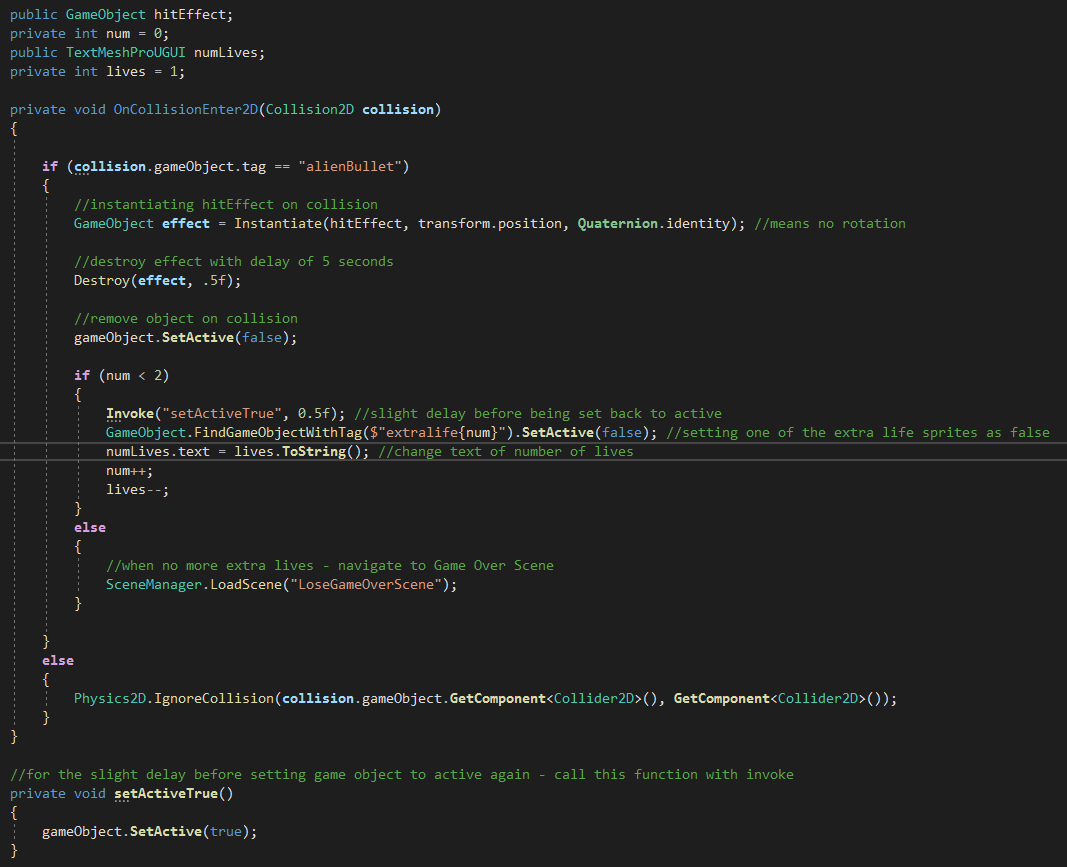 public GameObject hitEffect;
private int num = 0;
public TextMeshProUGUI numLives;
private int lives = 1;
private void OnCollisionEnter2D(Collision2D collision)
{
if (collision.gameObject.tag == "alienBullet")
{
//instantiating hitEffect on collision
GameObject effect = Instantiate(hitEffect, transform.position, Quaternion.identity); //means no rotation
//destroy effect with delay of 5 seconds
Destroy(effect, .5f);
//remove object on collision
gameObject.SetActive(false);
if (num < 2)
{
Invoke("setActiveTrue", 0.5f); //slight delay before being set back to active
GameObject.FindGameObjectWithTag($"extralife{num}").SetActive(false); //setting one of the extra life sprites as false
numLives.text = lives.ToString(); //change text of number of lives
num++;
lives--;
}
else
{
//when no more extra lives - navigate to Game Over Scene
SceneManager.LoadScene("LoseGameOverScene");
}
}
else
{
Physics2D.IgnoreCollision(collision.gameObject.GetComponent<Collider2D>(), GetComponent<Collider2D>());
}
}
//for the slight delay before setting game object to active again - call this function with invoke
private void setActiveTrue()
{
gameObject.SetActive(true);
}